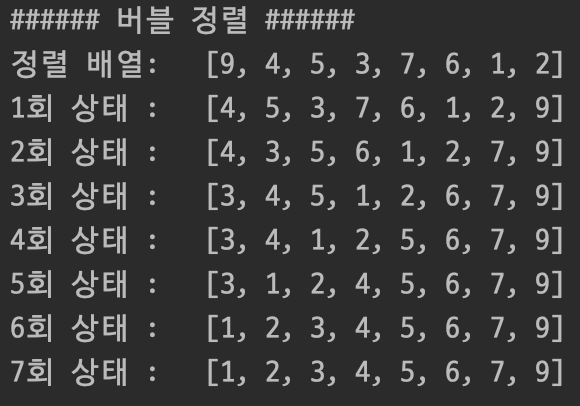 ###### 버블 정렬 ######
정렬 배열:  [9, 4, 5, 3, 7, 6, 1, 2]
1회 상태 :  [4, 5, 3, 7, 6, 1, 2, 9]
2회 상태 :  [4, 3, 5, 6, 1, 2, 7, 9]
3회 상태 :  [3, 4, 5, 1, 2, 6, 7, 9]
4회 상태 :  [3, 4, 1, 2, 5, 6, 7, 9]
5회 상태 :  [3, 1, 2, 4, 5, 6, 7, 9]
6회 상태 :  [1, 2, 3, 4, 5, 6, 7, 9]
7회 상태 :  [1, 2, 3, 4, 5, 6, 7, 9]